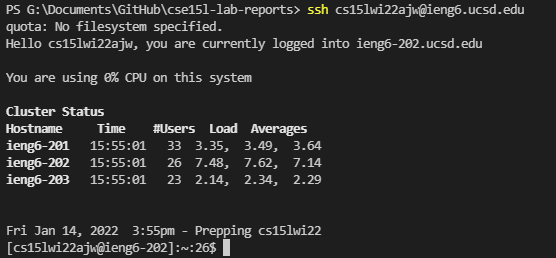 PS G:\Documents\GitHub\cse15l-lab-reports> ssh cs15lwi22ajw@ieng6.ucsd.edu
quota: No filesystem specified.
Hello cs15lwi22ajw, you are currently logged into ieng6-202.ucsd.edu
You are using 0% CPU on this system
Cluster Status
Hostname     Time    #Users  Load  Averages
ieng6-201   15:55:01   33  3.35,  3.49,  3.64
ieng6-202   15:55:01   26  7.48,  7.62,  7.14
ieng6-203   15:55:01   23  2.14,  2.34,  2.29
Fri Jan 14, 2022  3:55pm - Prepping cs15lwi22
[cs15lwi22ajw@ieng6-202]:~:26$